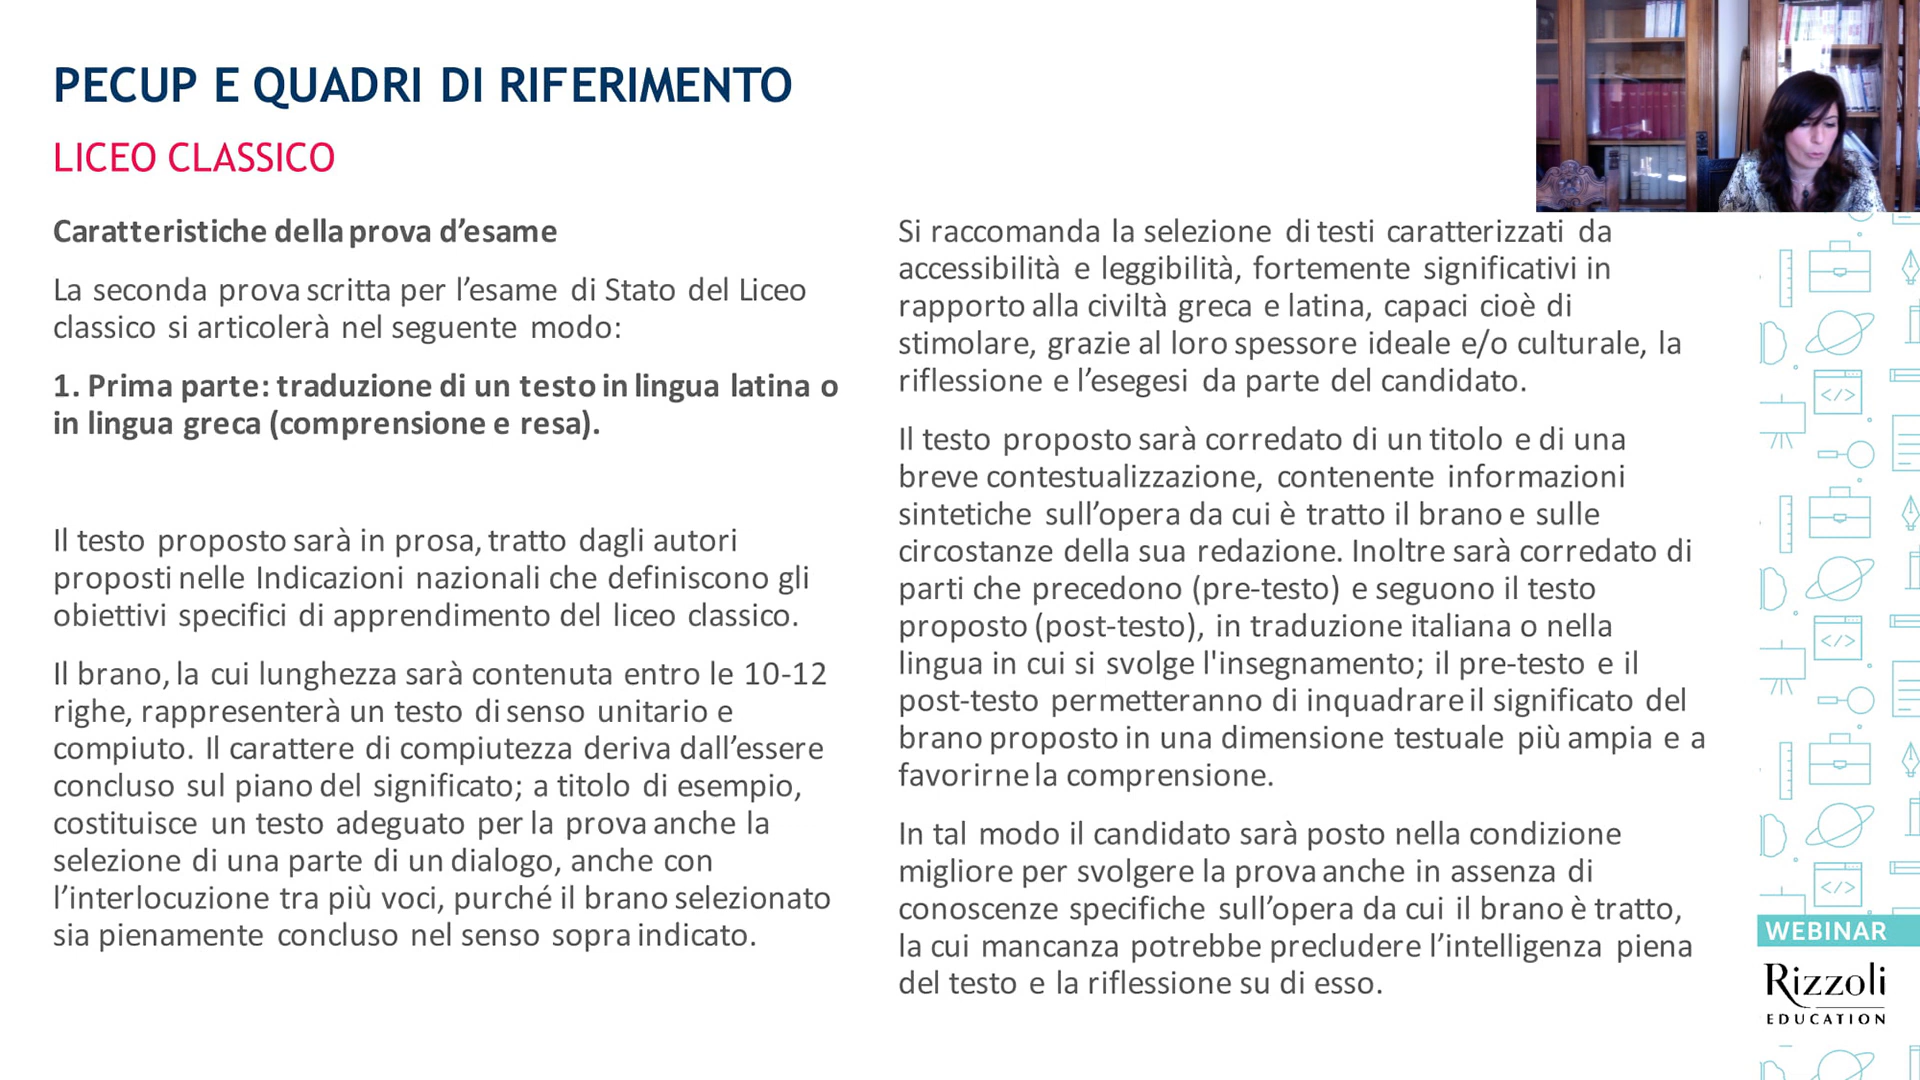 PECUP E QUADRI DI RIFERIMENTO
LICEO CLASSICO
Caratteristiche della prova d’esame
La seconda prova scritta per l’esame di Stato del Liceo
classico si articolerà nel seguente modo:
1. Prima parte: traduzione di un testo in lingua latina o
in lingua greca (comprensione e resa).
Il testo proposto sarà in prosa, tratto dagli autori
proposti nelle Indicazioni nazionali che definiscono gli
obiettivi specifici di apprendimento del liceo classico.
Il brano, la cui lunghezza sarà contenuta entro le 10-12
righe, rappresenterà un testo di senso unitario e
compiuto. Il carattere di compiutezza deriva dall’essere
concluso sul piano del significato; a titolo di esempio,
costituisce un testo adeguato per la prova anche la
selezione di una parte di un dialogo, anche con
l’interlocuzione tra più voci, purché il brano selezionato
sia pienamente concluso nel senso sopra indicato.
Si raccomanda la selezione di testi caratterizzati da
accessibilità e leggibilità, fortemente significativi in
rapporto alla civiltà greca e latina, capaci cioè di
stimolare, grazie al loro spessore ideale e/o culturale, la
riflessione e l’esegesi da parte del candidato.
Il testo proposto sarà corredato di un titolo e di una
breve contestualizzazione, contenente informazioni
sintetiche sull’opera da cui è tratto il brano e sulle
circostanze della sua redazione. Inoltre sarà corredato di
parti che precedono (pre-testo) e seguono il testo
proposto (post-testo), in traduzione italiana o nella
lingua in cui si svolge l'insegnamento; il pre-testo e il
post-testo permetteranno di inquadrare il significato del
brano proposto in una dimensione testuale più ampia e a
favorirne la comprensione.
In tal modo il candidato sarà posto nella condizione
migliore per svolgere la prova anche in assenza di
conoscenze specifiche sull’opera da cui il brano è tratto,
la cui mancanza potrebbe precludere l’intelligenza piena
del testo e la riflessione su di esso.
WEBINAR
Rizzoli
EDUCATION